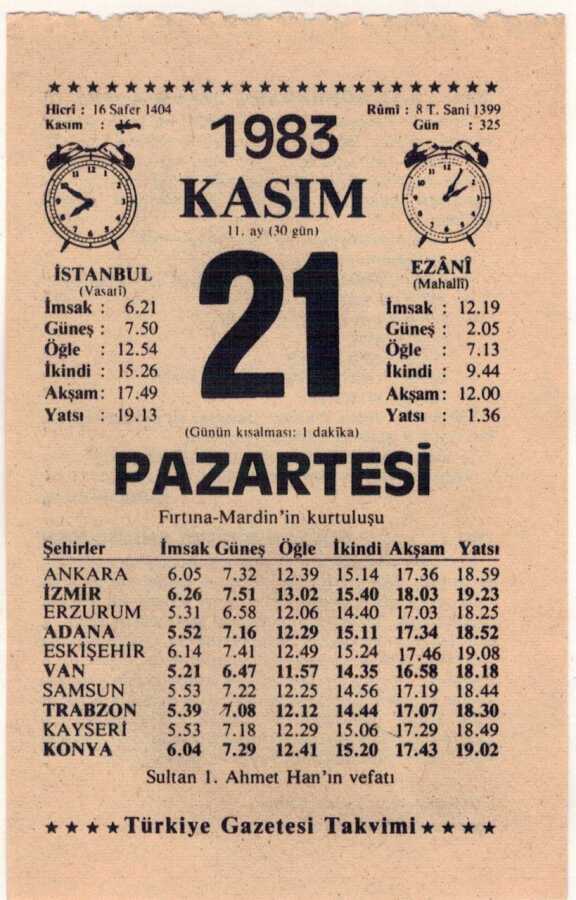 ★ ★ ★ ★ ★ ★ ★ ★ ★ ★ ★ ★ ★ ★ ★ ★ ★ ★ ★ ★ ★ ★ ★ ★
Hicrî : 16 Safer 1404
Kasım :
1983
Rûmî : 8 T. Sani 1399
Gün : 325
KASIM
11. ay (30 gün)
21
İSTANBUL
(Vasatî)
İmsak : 6.21
Güneş : 7.50
Öğle : 12.54
İkindi : 15.26
Akşam : 17.49
Yatsı : 19.13
EZÂNÎ
(Mahallî)
İmsak : 12.19
Güneş : 2.05
Öğle : 7.13
İkindi : 9.44
Akşam : 12.00
Yatsı : 1.36
(Günün kısalması: 1 dakîka)
PAZARTESİ
Fırtına-Mardin'in kurtuluşu
Şehirler İmsak Güneş Öğle İkindi Akşam Yatsı
ANKARA 6.05 7.32 12.39 15.14 17.36 18.59
İZMİR 6.26 7.51 13.02 15.40 18.03 19.23
ERZURUM 5.31 6.58 12.06 14.40 17.03 18.25
ADANA 5.52 7.16 12.29 15.11 17.34 18.52
ESKİŞEHİR 6.14 7.41 12.49 15.24 17.46 19.08
VAN 5.21 6.47 11.57 14.35 16.58 18.18
SAMSUN 5.53 7.22 12.25 14.56 17.19 18.44
TRABZON 5.39 7.08 12.12 14.44 17.07 18.30
KAYSERİ 5.53 7.18 12.29 15.06 17.29 18.49
KONYA 6.04 7.29 12.41 15.20 17.43 19.02
Sultan 1. Ahmet Han'ın vefatı
★ ★ ★ ★ Türkiye Gazetesi Takvimi ★ ★ ★ ★